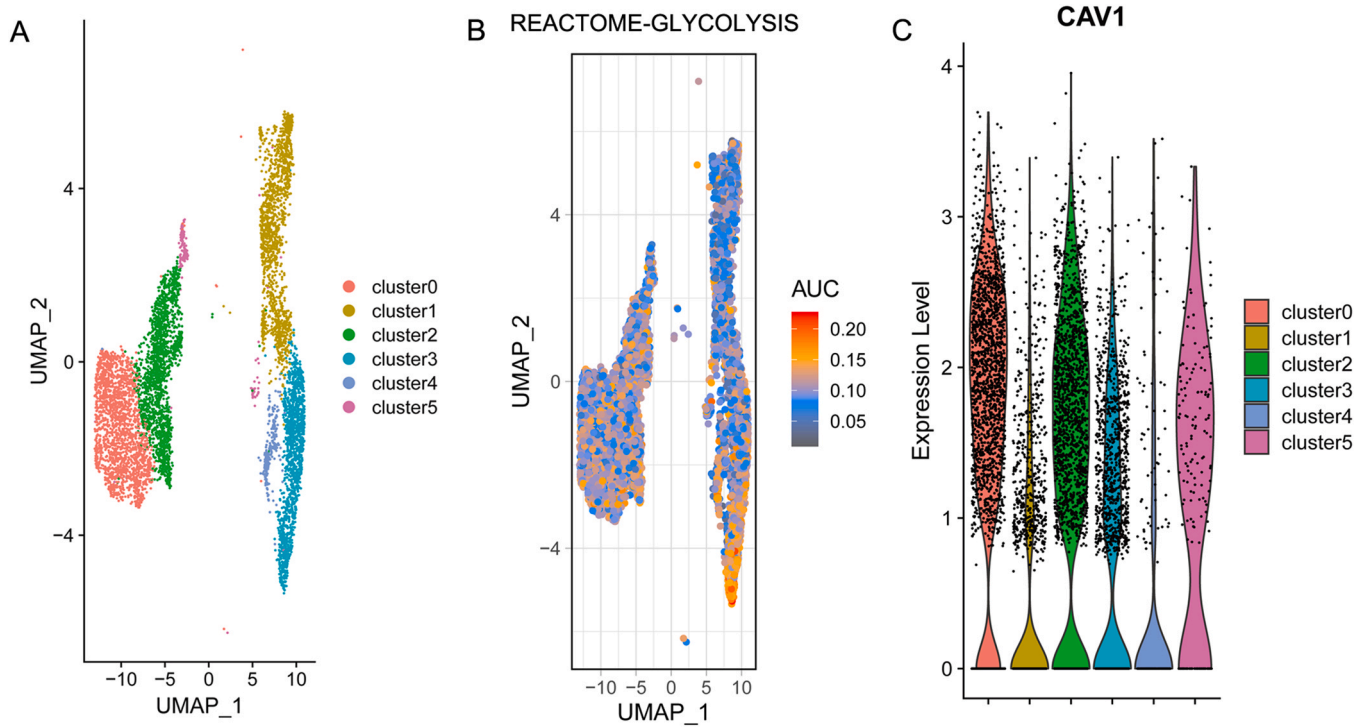 A
4
0
−4
−10
−5
0
5
10
UMAP_1
UMAP_2
cluster0
cluster1
cluster2
cluster3
cluster4
cluster5
B
REACTOME-GLYCOLYSIS
4
0
−4
−10
−5
0
5
10
UMAP_1
UMAP_2
AUC
0.20
0.15
0.10
0.05
C
CAV1
4
3
2
1
0
Expression Level
cluster0
cluster1
cluster2
cluster3
cluster4
cluster5